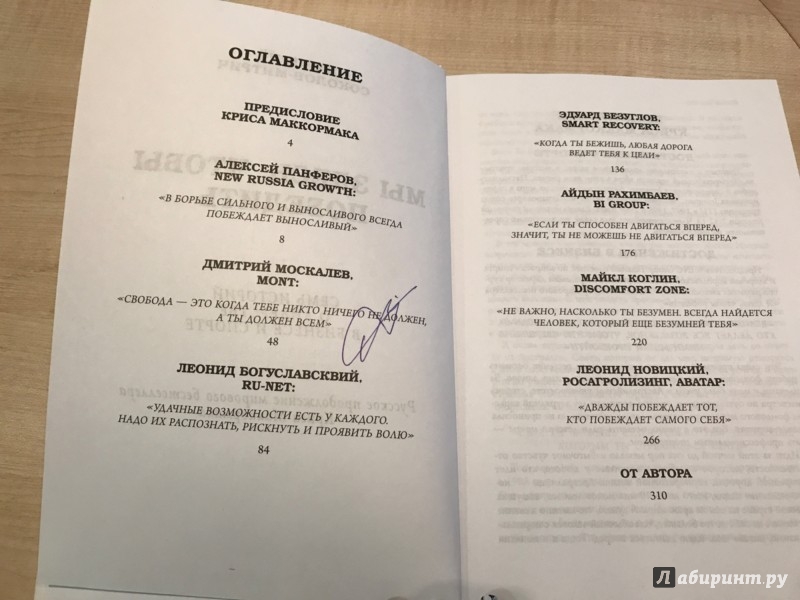 ОГЛАВЛЕНИЕ
ПРЕДИСЛОВИЕ
КРИСА МАККОРМАКА
4
АЛЕКСЕЙ ПАНФЕРОВ,
NEW RUSSIA GROWTH:
«В БОРЬБЕ СИЛЬНОГО И ВЫНОСЛИВОГО ВСЕГДА
ПОБЕЖДАЕТ ВЫНОСЛИВЫЙ»
8
ДМИТРИЙ МОСКАЛЕВ,
MONT:
«СВОБОДА — ЭТО КОГДА ТЕБЕ НИКТО НИЧЕГО НЕ ДОЛЖЕН,
А ТЫ ДОЛЖЕН ВСЕМ»
48
ЛЕОНИД БОГУСЛАВСКВИЙ,
RU-NET:
«УДАЧНЫЕ ВОЗМОЖНОСТИ ЕСТЬ У КАЖДОГО.
НАДО ИХ РАСПОЗНАТЬ, РИСКНУТЬ И ПРОЯВИТЬ ВОЛЮ»
84
ЭДУАРД БЕЗУГЛОВ,
SMART RECOVERY:
«КОГДА ТЫ БЕЖИШЬ, ЛЮБАЯ ДОРОГА
ВЕДЕТ ТЕБЯ К ЦЕЛИ»
136
АЙДЫН РАХИМБАЕВ,
BI GROUP:
«ЕСЛИ ТЫ СПОСОБЕН ДВИГАТЬСЯ ВПЕРЕД,
ЗНАЧИТ, ТЫ НЕ МОЖЕШЬ НЕ ДВИГАТЬСЯ ВПЕРЕД»
176
МАЙКЛ КОГЛИН,
DISCOMFORT ZONE:
«НЕ ВАЖНО, НАСКОЛЬКО ТЫ БЕЗУМЕН. ВСЕГДА НАЙДЕТСЯ
ЧЕЛОВЕК, КОТОРЫЙ ЕЩЕ БЕЗУМНЕЙ ТЕБЯ»
220
ЛЕОНИД НОВИЦКИЙ,
РОСАГРОЛИЗИНГ, АВАТАР:
«ДВАЖДЫ ПОБЕЖДАЕТ ТОТ,
КТО ПОБЕЖДАЕТ САМОГО СЕБЯ»
266
ОТ АВТОРА
310
Лабиринт.ру